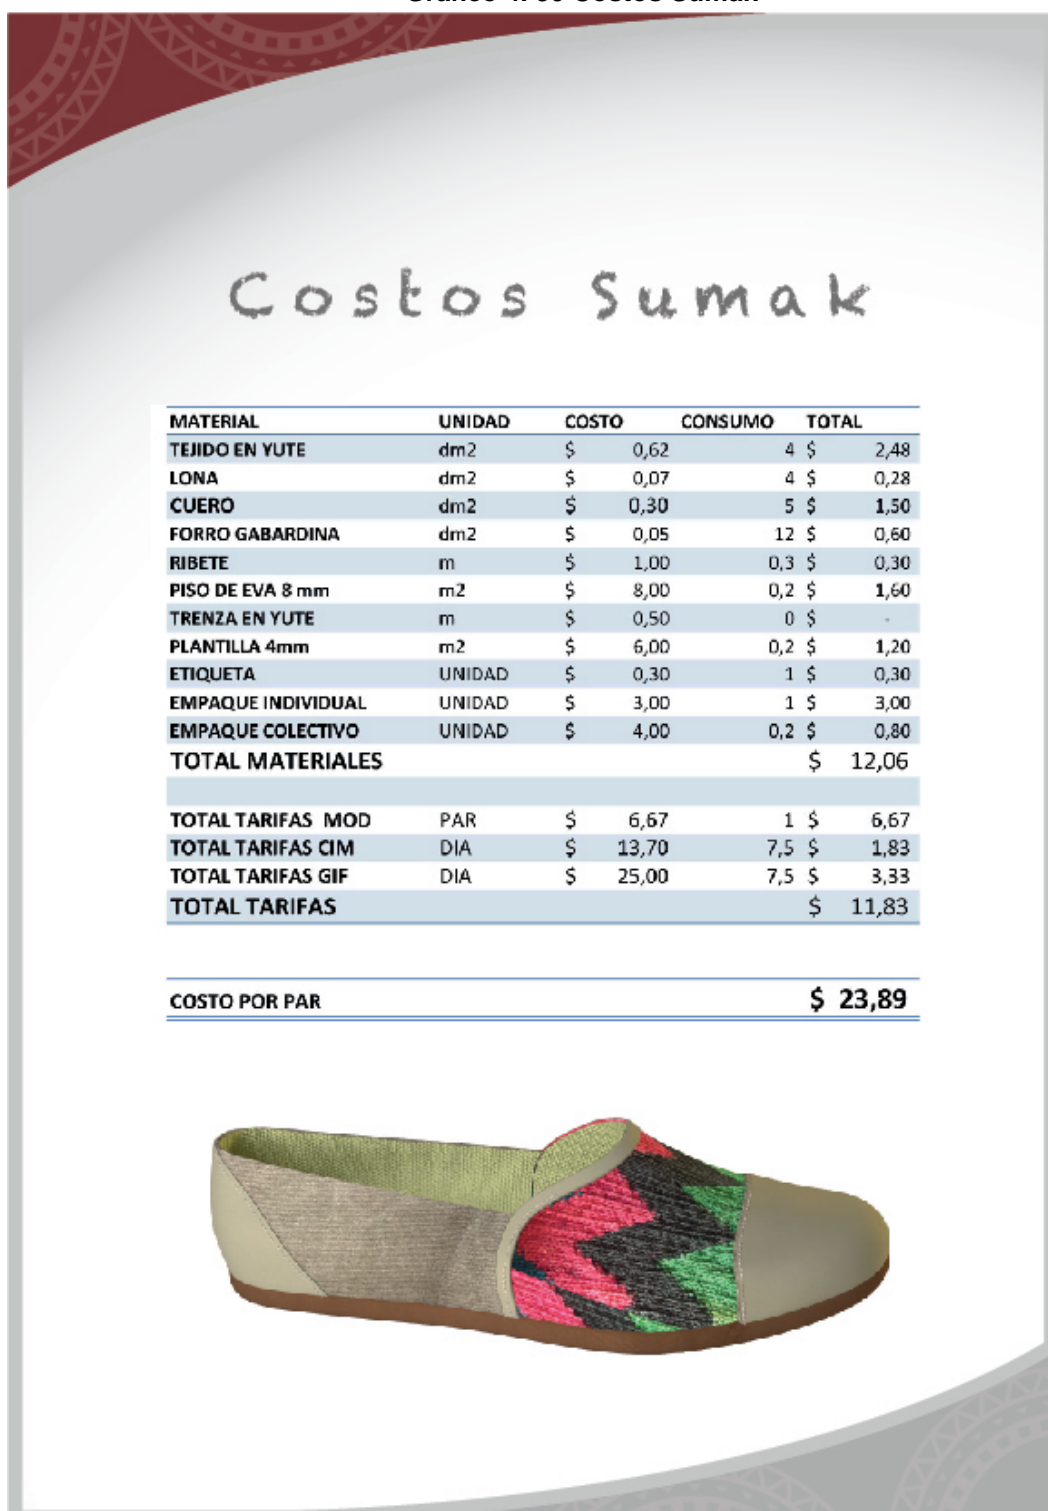 Costos Sumak
MATERIAL UNIDAD COSTO CONSUMO TOTAL
TEJIDO EN YUTE dm2 $ 0,62 4 $ 2,48
LONA dm2 $ 0,07 4 $ 0,28
CUERO dm2 $ 0,30 5 $ 1,50
FORRO GABARDINA dm2 $ 0,05 12 $ 0,60
RIBETE m $ 1,00 0,3 $ 0,30
PISO DE EVA 8 mm m2 $ 8,00 0,2 $ 1,60
TRENZA EN YUTE m $ 0,50 0 $ -
PLANTILLA 4mm m2 $ 6,00 0,2 $ 1,20
ETIQUETA UNIDAD $ 0,30 1 $ 0,30
EMPAQUE INDIVIDUAL UNIDAD $ 3,00 1 $ 3,00
EMPAQUE COLECTIVO UNIDAD $ 4,00 0,2 $ 0,80
TOTAL MATERIALES $ 12,06
TOTAL TARIFAS MOD PAR $ 6,67 1 $ 6,67
TOTAL TARIFAS CIM DIA $ 13,70 7,5 $ 1,83
TOTAL TARIFAS GIF DIA $ 25,00 7,5 $ 3,33
TOTAL TARIFAS $ 11,83
COSTO POR PAR $ 23,89